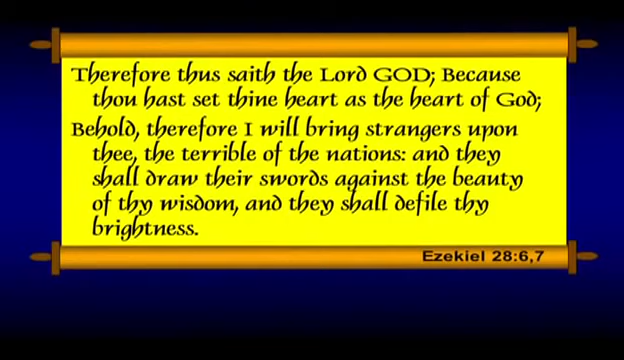 Therefore thus saith the Lord GOD; Because
thou hast set thine heart as the heart of God;
Behold, therefore I will bring strangers upon
thee, the terrible of the nations: and they
shall draw their swords against the beauty
of thy wisdom, and they shall defile thy
brightness.
Ezekiel 28:6,7